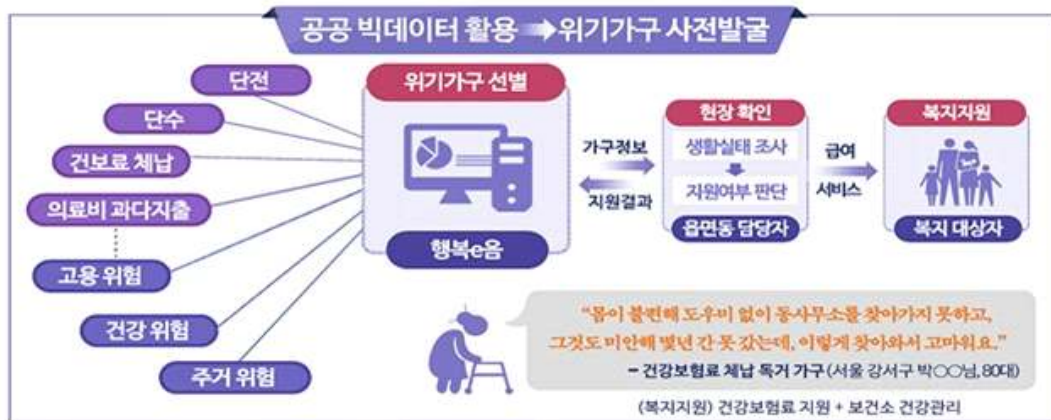 공공 빅데이터 활용 ➡ 위기가구 사전발굴
단전
단수
건보료 체납
의료비 과다지출
고용 위험
건강 위험
주거 위험
위기가구 선별
행복e음
가구정보
지원결과
현장 확인
생활실태 조사
지원여부 판단
읍면동 담당자
급여
서비스
복지지원
복지 대상자
“몸이 불편해 도우미 없이 동사무소를 찾아가지 못하고,
그것도 미안해 몇년 간 못 갔는데, 이렇게 찾아와서 고마워요.”
– 건강보험료 체납 독거 가구 (서울 강서구 박○○님, 80대)
(복지지원) 건강보험료 지원 + 보건소 건강관리